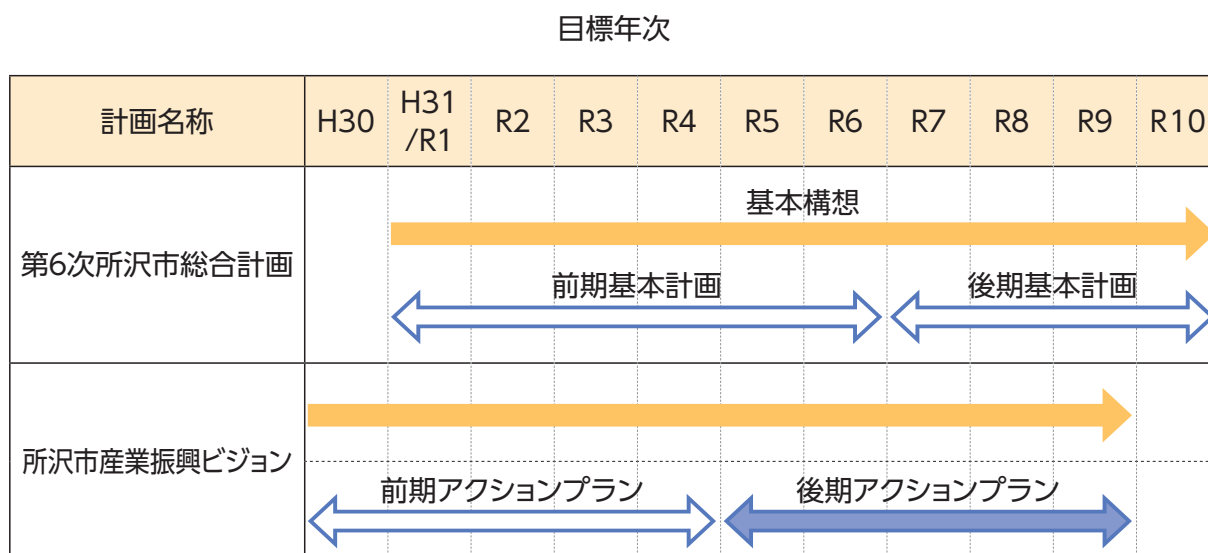 目標年次
計画名称
H30
H31
/R1
R2
R3
R4
R5
R6
R7
R8
R9
R10
第6次所沢市総合計画
基本構想
前期基本計画
後期基本計画
所沢市産業振興ビジョン
前期アクションプラン
後期アクションプラン